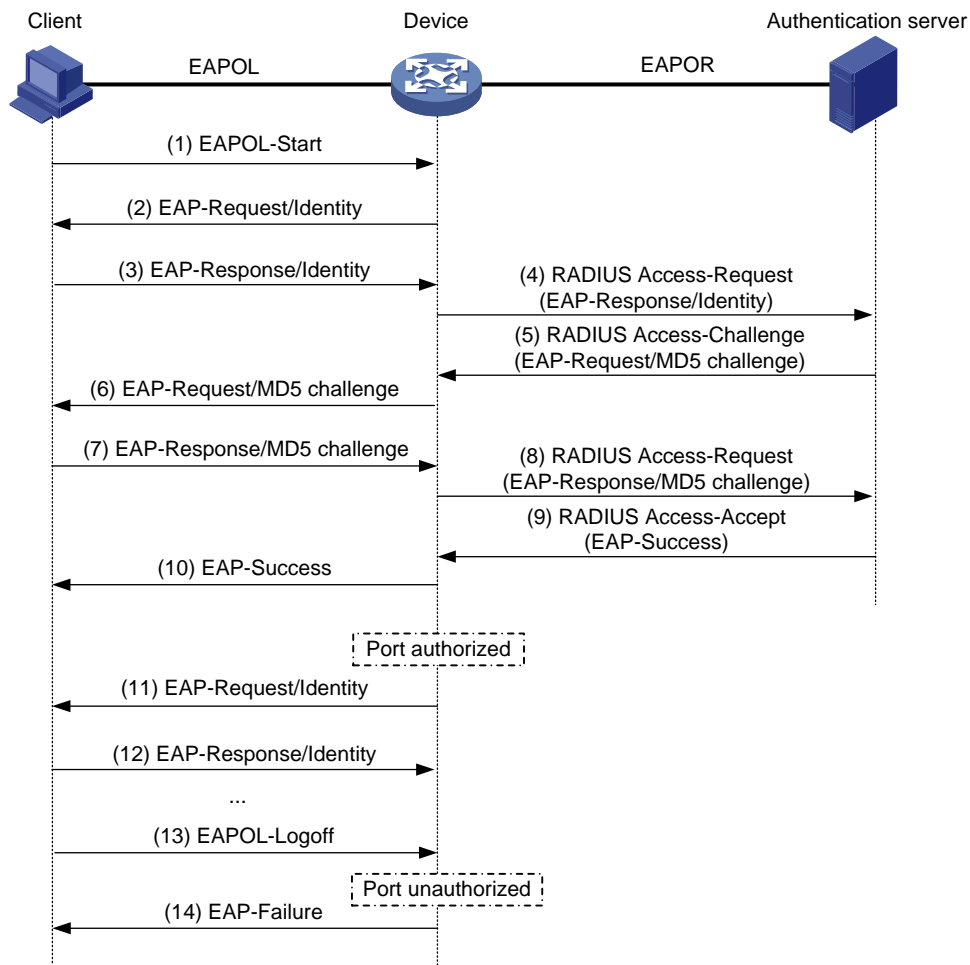 Client
Device
Authentication server
EAPOL
EAPOR
(1) EAPOL-Start
(2) EAP-Request/Identity
(3) EAP-Response/Identity
(4) RADIUS Access-Request
(EAP-Response/Identity)
(5) RADIUS Access-Challenge
(EAP-Request/MD5 challenge)
(6) EAP-Request/MD5 challenge
(7) EAP-Response/MD5 challenge
(8) RADIUS Access-Request
(EAP-Response/MD5 challenge)
(9) RADIUS Access-Accept
(EAP-Success)
(10) EAP-Success
Port authorized
(11) EAP-Request/Identity
(12) EAP-Response/Identity
...
(13) EAPOL-Logoff
Port unauthorized
(14) EAP-Failure